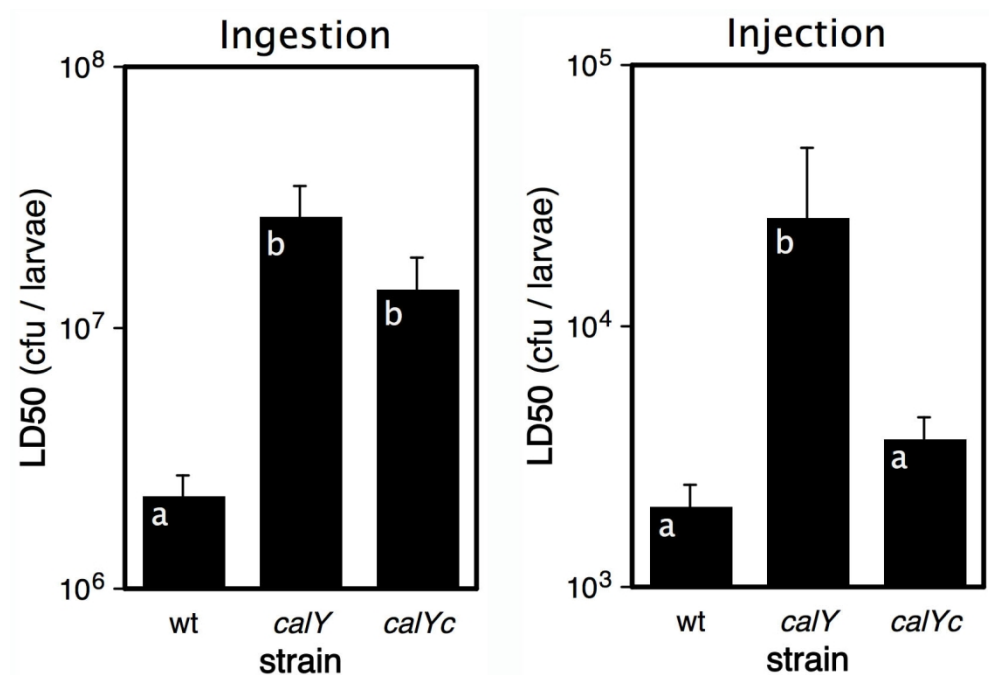 Ingestion
10^8
10^7
10^6
LD50 (cfu / larvae)
a
b
b
wt calY calYc
strain
Injection
10^5
10^4
10^3
LD50 (cfu / larvae)
a
b
a
wt calY calYc
strain